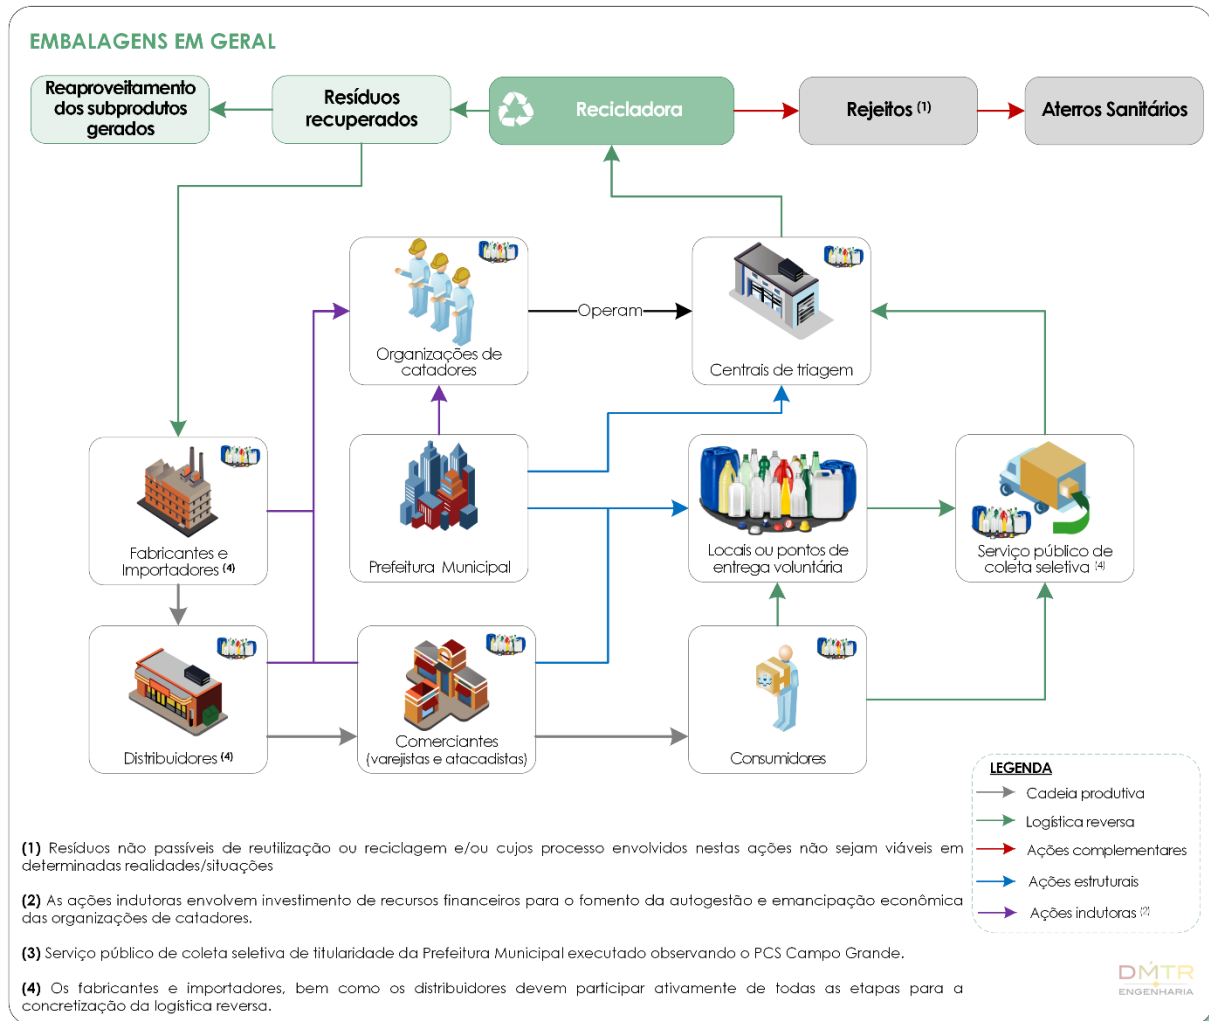 EMBALAGENS EM GERAL
Reaproveitamento
dos subprodutos
gerados
Resíduos
recuperados
Recicladora
Rejeitos (1)
Aterros Sanitários
Organizações de
catadores
Operam
Centrais de triagem
Fabricantes e
Importadores (4)
Prefeitura Municipal
Locais ou pontos de
entrega voluntária
Serviço público de
coleta seletiva (4)
Distribuidores (4)
Comerciantes
(varejistas e atacadistas)
Consumidores
LEGENDA
Cadeia produtiva
Logística reversa
Ações complementares
Ações estruturais
Ações indutoras (2)
(1) Resíduos não passíveis de reutilização ou reciclagem e/ou cujos processo envolvidos nestas ações não sejam viáveis em
determinadas realidades/situações
(2) As ações indutoras envolvem investimento de recursos financeiros para o fomento da autogestão e emancipação econômica
das organizações de catadores.
(3) Serviço público de coleta seletiva de titularidade da Prefeitura Municipal executado observando o PCS Campo Grande.
(4) Os fabricantes e importadores, bem como os distribuidores devem participar ativamente de todas as etapas para a
concretização da logística reversa.
DMTR
ENGENHARIA